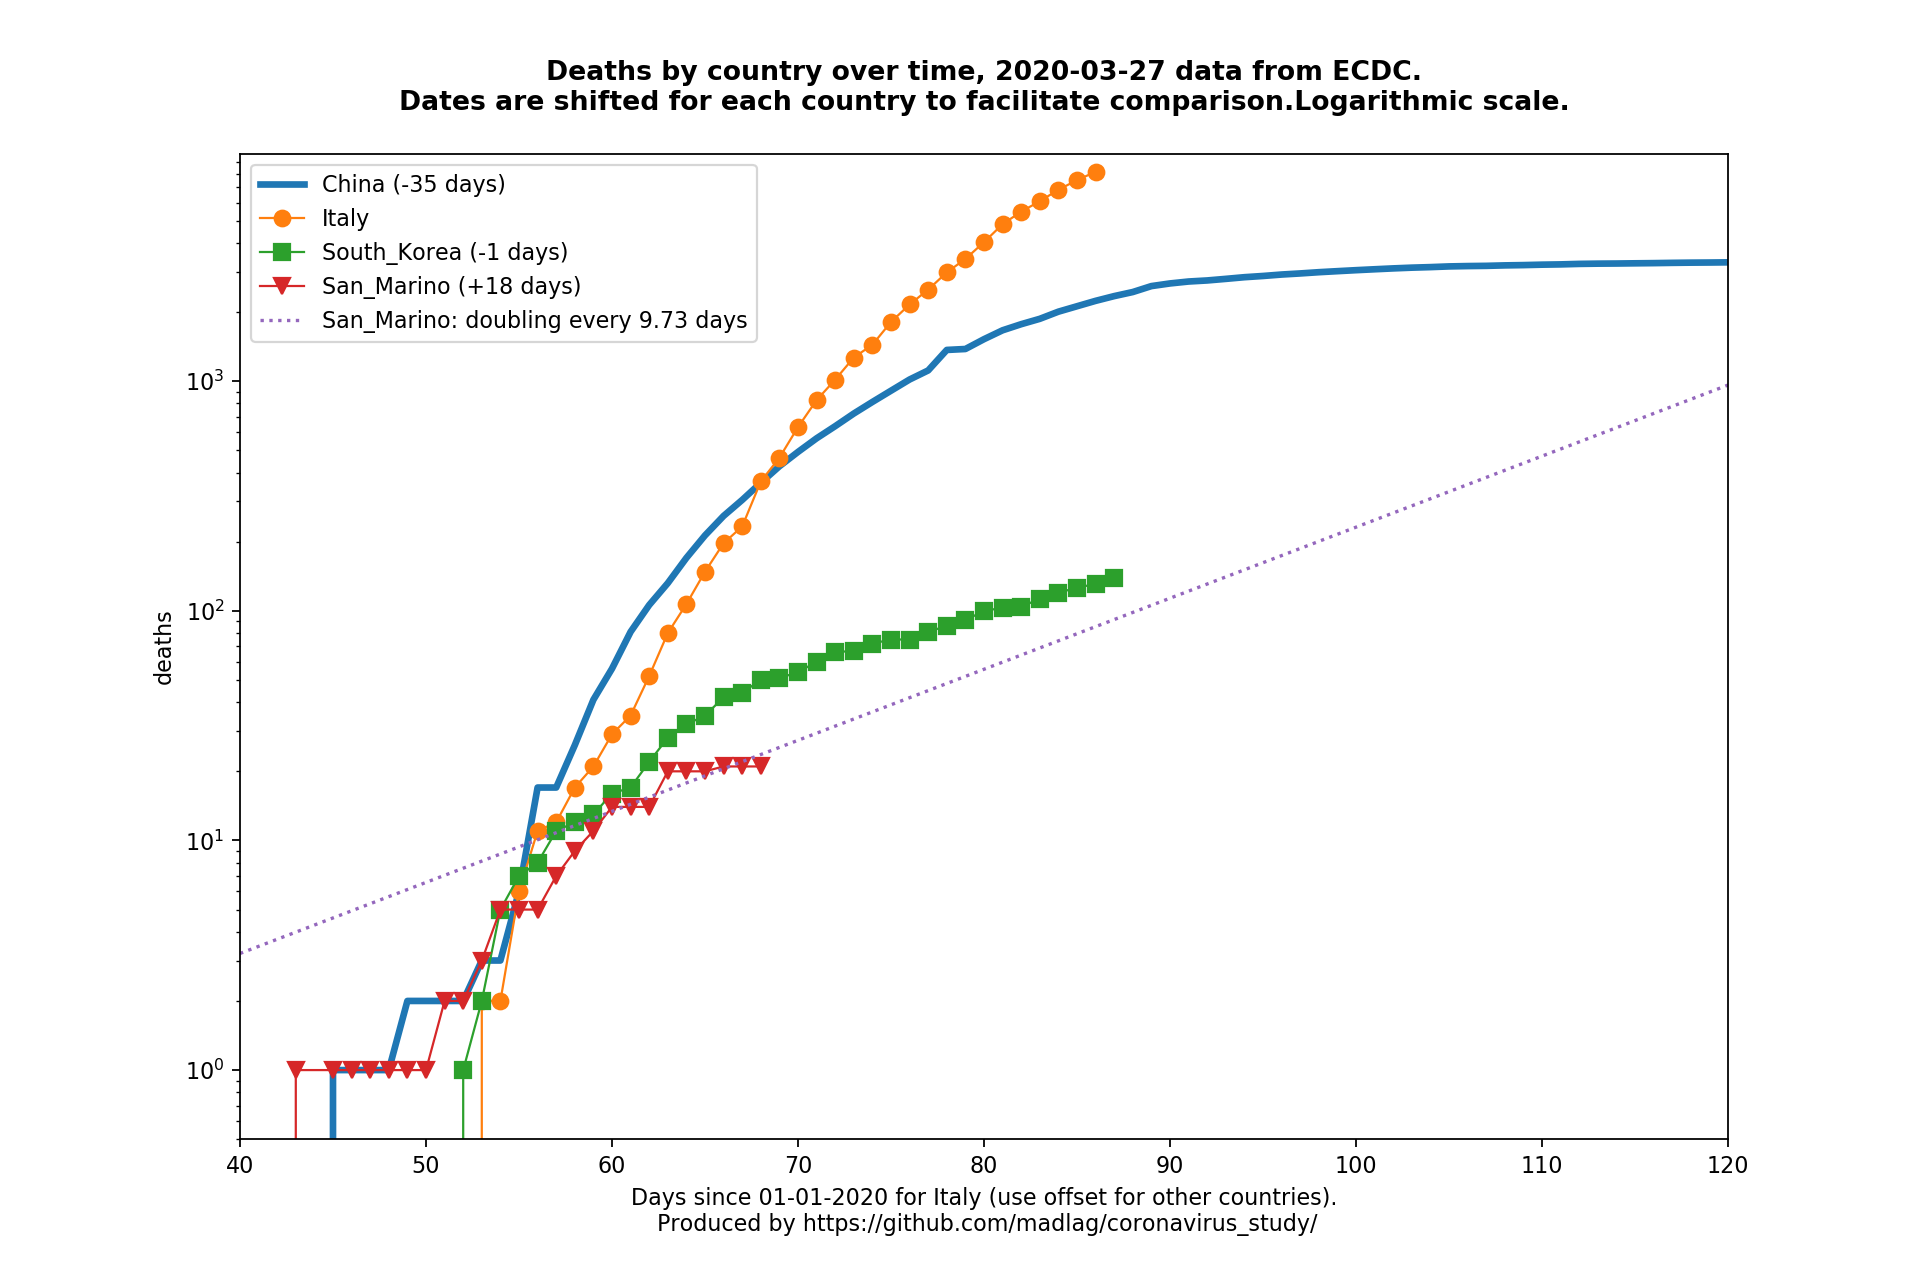 Deaths by country over time, 2020-03-27 data from ECDC.
Dates are shifted for each country to facilitate comparison.Logarithmic scale.
China (-35 days)
Italy
South_Korea (-1 days)
San_Marino (+18 days)
San_Marino: doubling every 9.73 days
deaths
10³
10²
10¹
10⁰
40 50 60 70 80 90 100 110 120
Days since 01-01-2020 for Italy (use offset for other countries).
Produced by https://github.com/madlag/coronavirus_study/